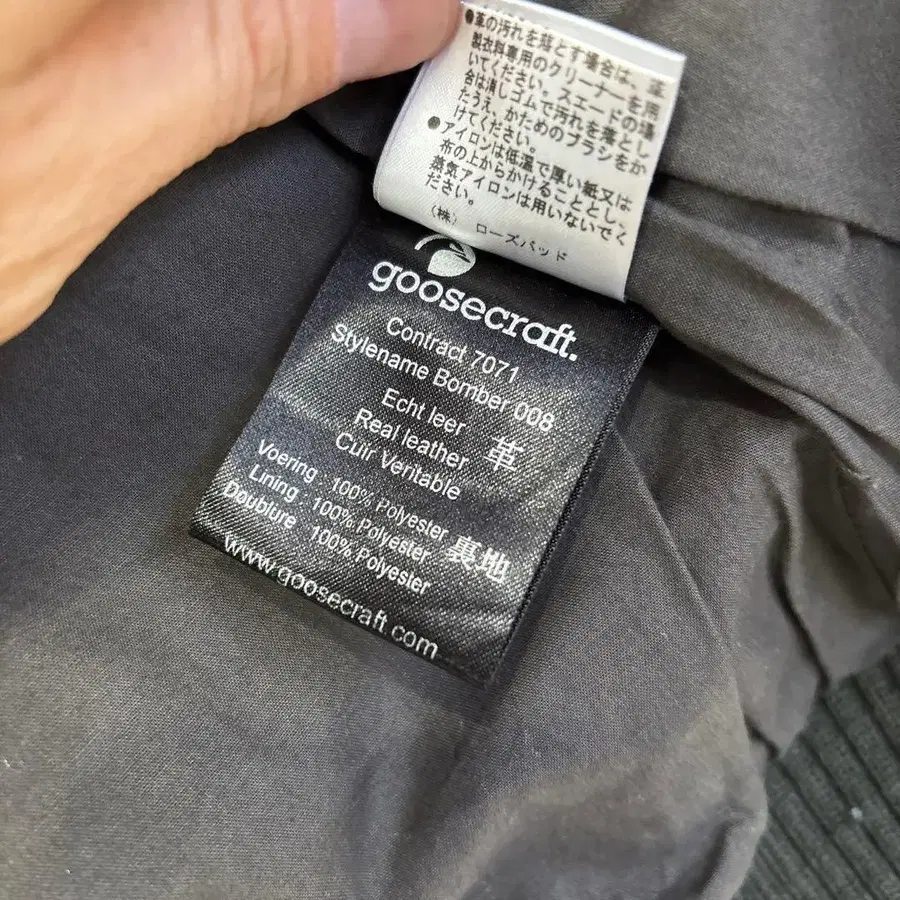 ●革の汚れを落とす場合は、革
製衣料専用のクリーナーを用
いてください。スエードの場
合は消しゴムで汚れを落とし
たうえ、かためのブラシをか
けてください。
●アイロンは低温で厚い紙又は
布の上からかけることとし、
蒸気アイロンは用いないでく
ださい。
(株) ローズバッド
goosecraft.
Contract 7071
Stylename Bomber 008
Echt leer
Real leather 革
Cuir Veritable
Voering 100% Polyester
Lining 100% Polyester 裏地
Doublure 100% Polyester
www.goosecraft.com